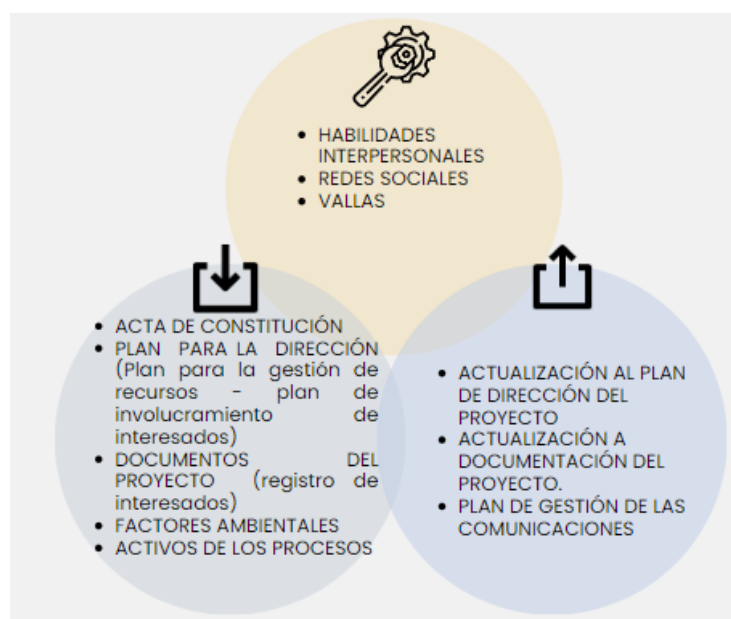 • HABILIDADES
INTERPERSONALES
• REDES SOCIALES
• VALLAS
• ACTA DE CONSTITUCIÓN
• PLAN PARA LA DIRECCIÓN
(Plan para la gestión de
recursos - plan de
involucramiento de
interesados)
• DOCUMENTOS DEL
PROYECTO (registro de
interesados)
• FACTORES AMBIENTALES
• ACTIVOS DE LOS PROCESOS
• ACTUALIZACIÓN AL PLAN
DE DIRECCIÓN DEL
PROYECTO
• ACTUALIZACIÓN A
DOCUMENTACIÓN DEL
PROYECTO.
• PLAN DE GESTIÓN DE LAS
COMUNICACIONES